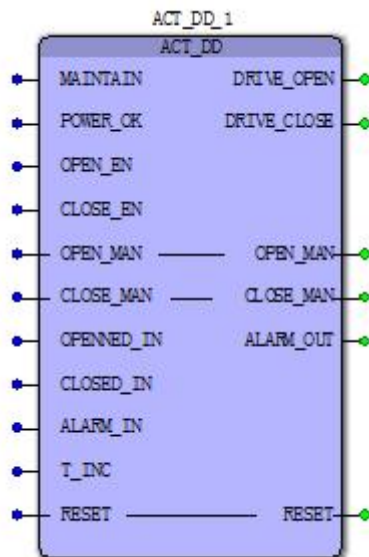 ACT_DD_1
ACT_DD
MAINTAIN DRIVE_OPEN
POWER_OK DRIVE_CLOSE
OPEN_EN
CLOSE_EN
OPEN_MAN OPEN_MAN
CLOSE_MAN CLOSE_MAN
OPENNED_IN ALARM_OUT
CLOSED_IN
ALARM_IN
T_INC
RESET RESET